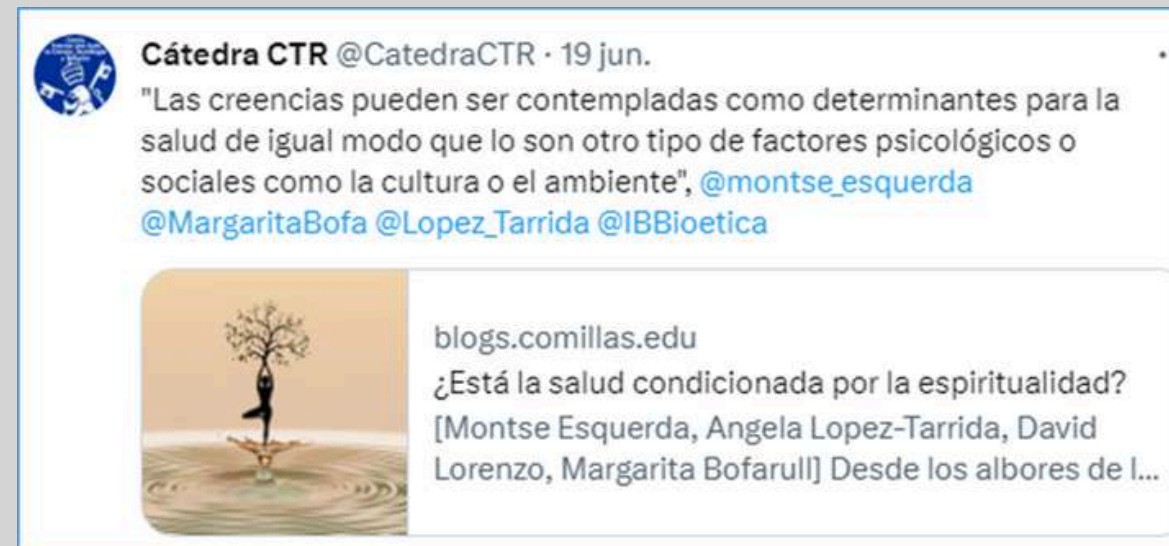 Cátedra CTR @CatedraCTR · 19 jun.
"Las creencias pueden ser contempladas como determinantes para la
salud de igual modo que lo son otro tipo de factores psicológicos o
sociales como la cultura o el ambiente", @montse_esquerda
@MargaritaBofa @Lopez_Tarrida @IBBioetica
blogs.comillas.edu
¿Está la salud condicionada por la espiritualidad?
[Montse Esquerda, Angela Lopez-Tarrida, David
Lorenzo, Margarita Bofarull] Desde los albores de l...